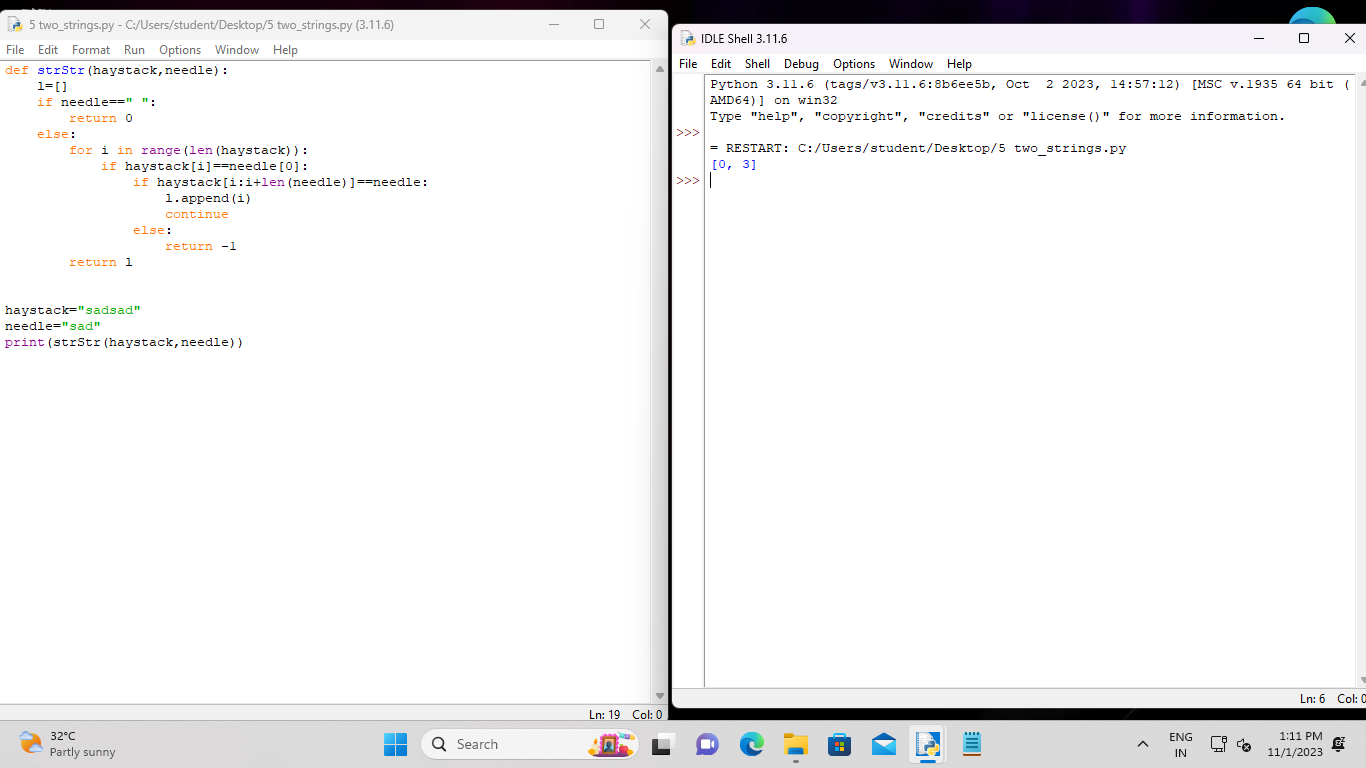 5 two_strings.py - C:/Users/student/Desktop/5 two_strings.py (3.11.6)
File Edit Format Run Options Window Help
def strStr(haystack,needle):
    l=[]
    if needle==" ":
        return 0
    else:
        for i in range(len(haystack)):
            if haystack[i]==needle[0]:
                if haystack[i:i+len(needle)]==needle:
                    l.append(i)
                    continue
                else:
                    return -1
        return l
haystack="sadsad"
needle="sad"
print(strStr(haystack,needle))
Ln: 19 Col: 0
IDLE Shell 3.11.6
File Edit Shell Debug Options Window Help
Python 3.11.6 (tags/v3.11.6:8b6ee5b, Oct  2 2023, 14:57:12) [MSC v.1935 64 bit (
AMD64)] on win32
Type "help", "copyright", "credits" or "license()" for more information.
>>>
= RESTART: C:/Users/student/Desktop/5 two_strings.py
[0, 3]
>>>
Ln: 6 Col: 0
32°C
Partly sunny
Search
ENG
IN
1:11 PM
11/1/2023